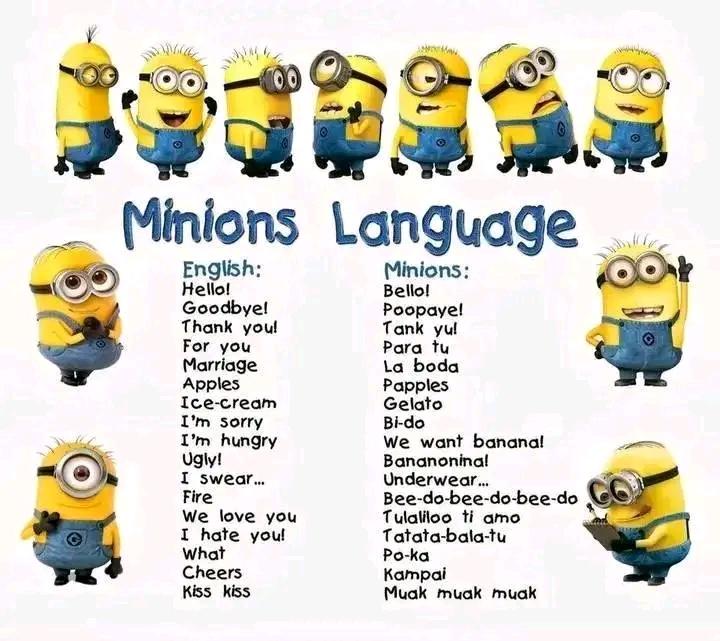 Minions Language
English: Minions:
Hello! Bello!
Goodbye! Poopaye!
Thank you! Tank yu!
For you Para tu
Marriage La boda
Apples Papples
Ice-cream Gelato
I'm sorry Bi-do
I'm hungry We want banana!
Ugly! Bananonina!
I swear... Underwear...
Fire Bee-do-bee-do-bee-do
We love you Tulaliloo ti amo
I hate you! Tatata-bala-tu
What Po-ka
Cheers Kampai
Kiss kiss Muak muak muak